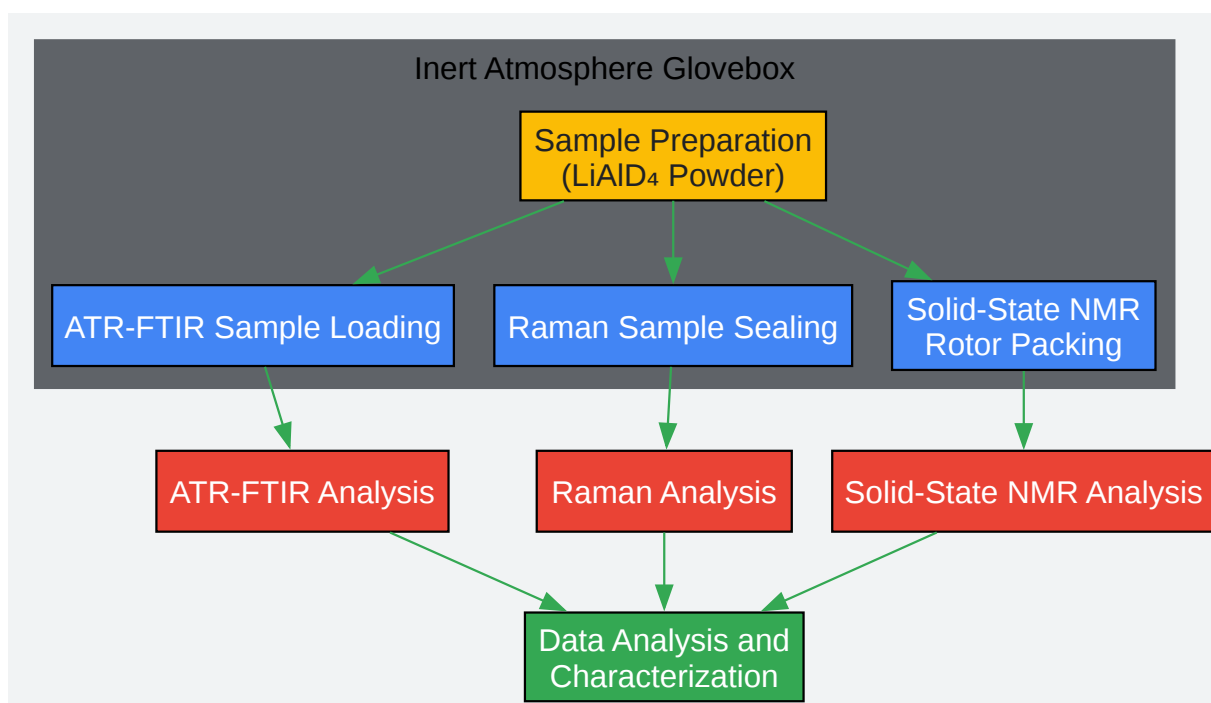 Inert Atmosphere Glovebox
Sample Preparation
(LiAlD₄ Powder)
ATR-FTIR Sample Loading
Raman Sample Sealing
Solid-State NMR
Rotor Packing
ATR-FTIR Analysis
Raman Analysis
Solid-State NMR Analysis
Data Analysis and
Characterization